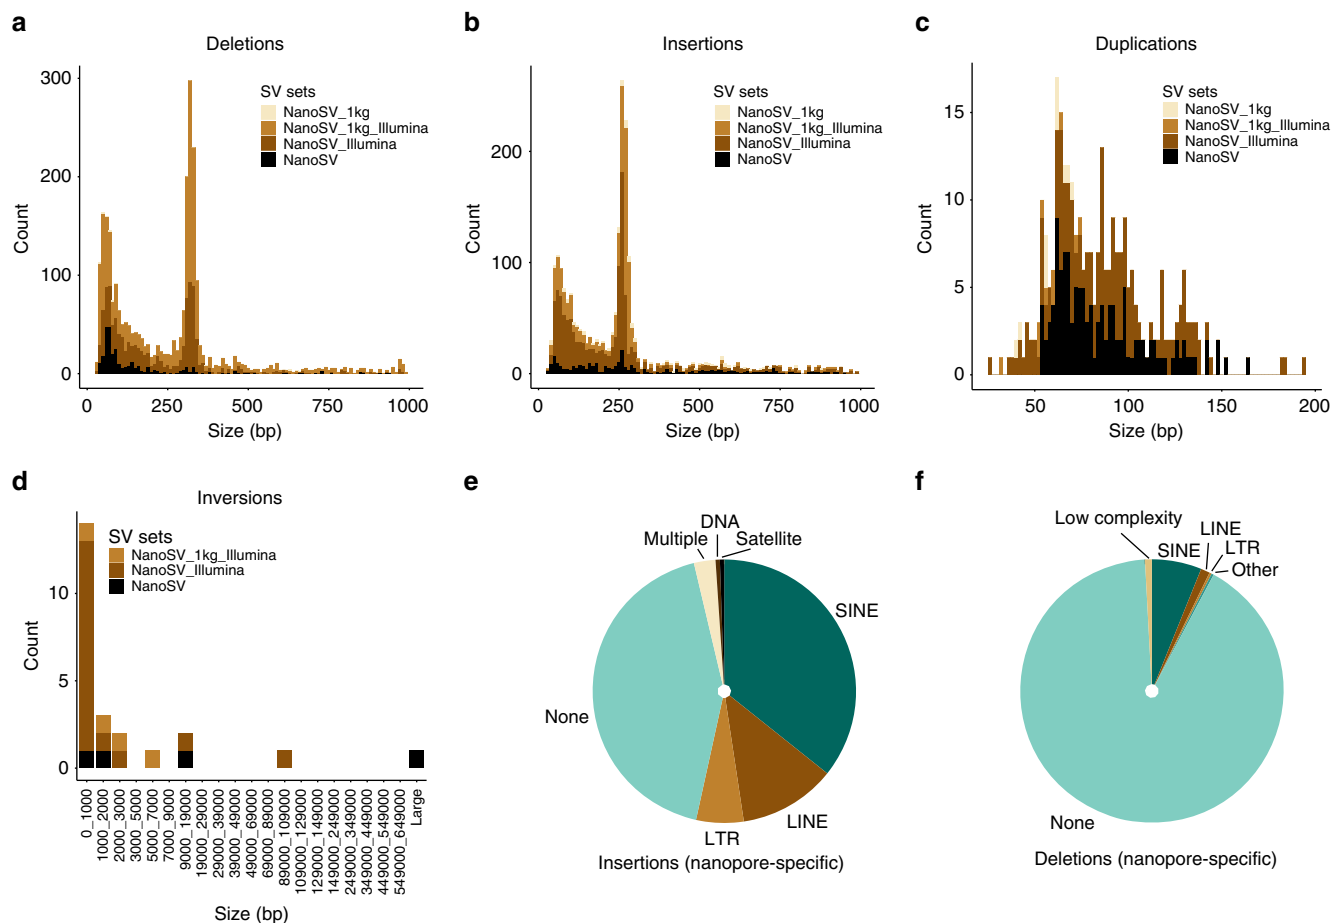 a
Deletions
Count
300
200
100
0
SV sets
NanoSV_1kg
NanoSV_1kg_Illumina
NanoSV_Illumina
NanoSV
0 250 500 750 1000
Size (bp)
b
Insertions
Count
200
100
0
SV sets
NanoSV_1kg
NanoSV_1kg_Illumina
NanoSV_Illumina
NanoSV
0 250 500 750 1000
Size (bp)
c
Duplications
Count
15
10
5
0
SV sets
NanoSV_1kg
NanoSV_1kg_Illumina
NanoSV_Illumina
NanoSV
50 100 150 200
Size (bp)
d
Inversions
Count
10
5
0
SV sets
NanoSV_1kg_Illumina
NanoSV_Illumina
NanoSV
0_1000
1000_2000
2000_3000
3000_5000
5000_7000
7000_9000
9000_19000
19000_29000
29000_39000
39000_49000
49000_69000
69000_89000
89000_109000
109000_129000
129000_149000
149000_249000
249000_349000
349000_449000
449000_549000
549000_649000
Large
Size (bp)
e
DNA
Multiple
Satellite
SINE
None
LINE
LTR
Insertions (nanopore-specific)
f
Low complexity
SINE
LINE
LTR
Other
None
Deletions (nanopore-specific)